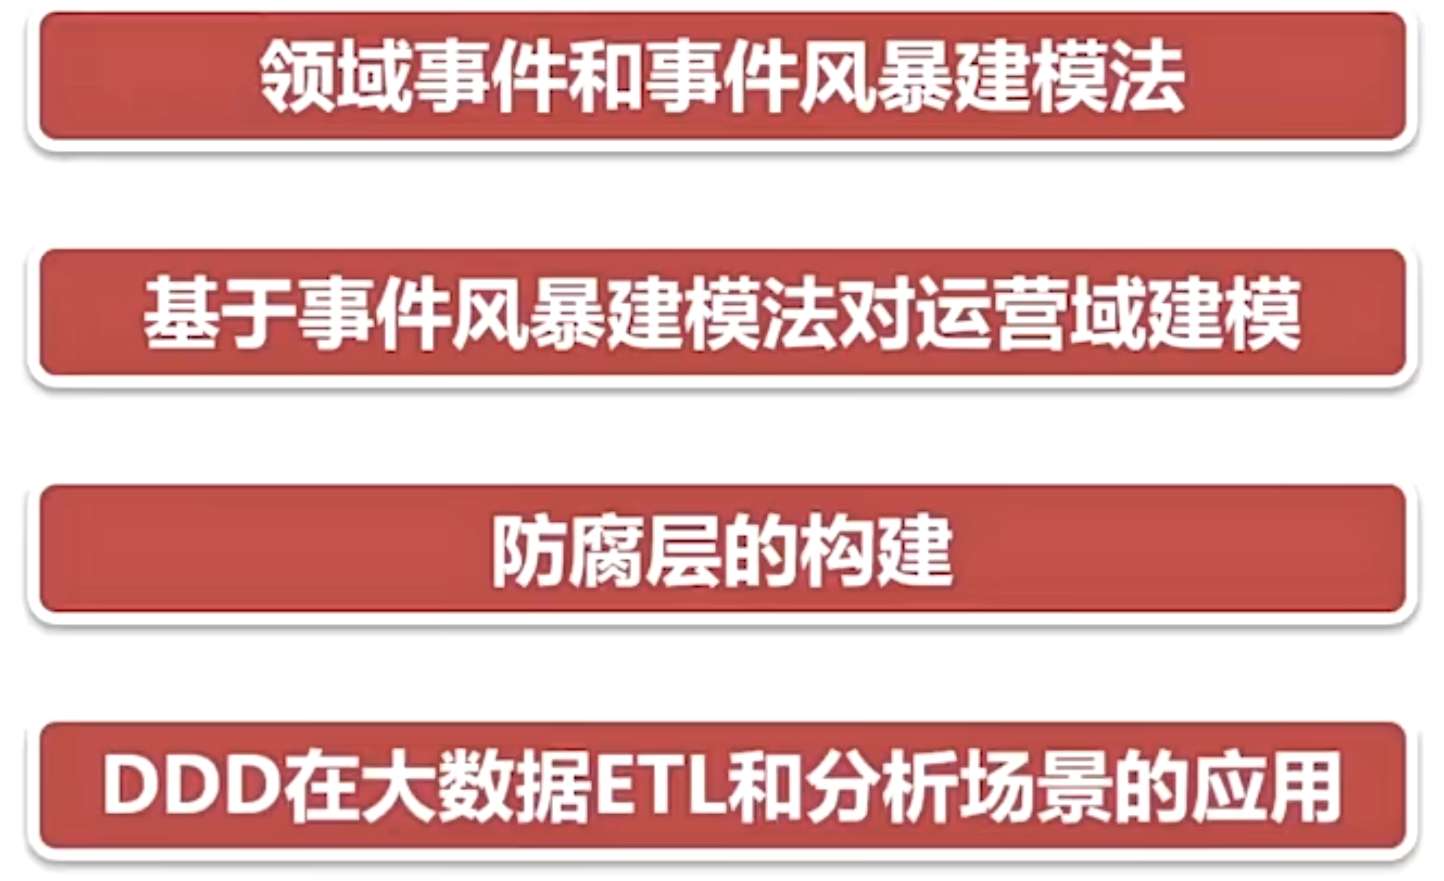 领域事件和事件风暴建模法
基于事件风暴建模法对运营域建模
防腐层的构建
DDD在大数据ETL和分析场景的应用